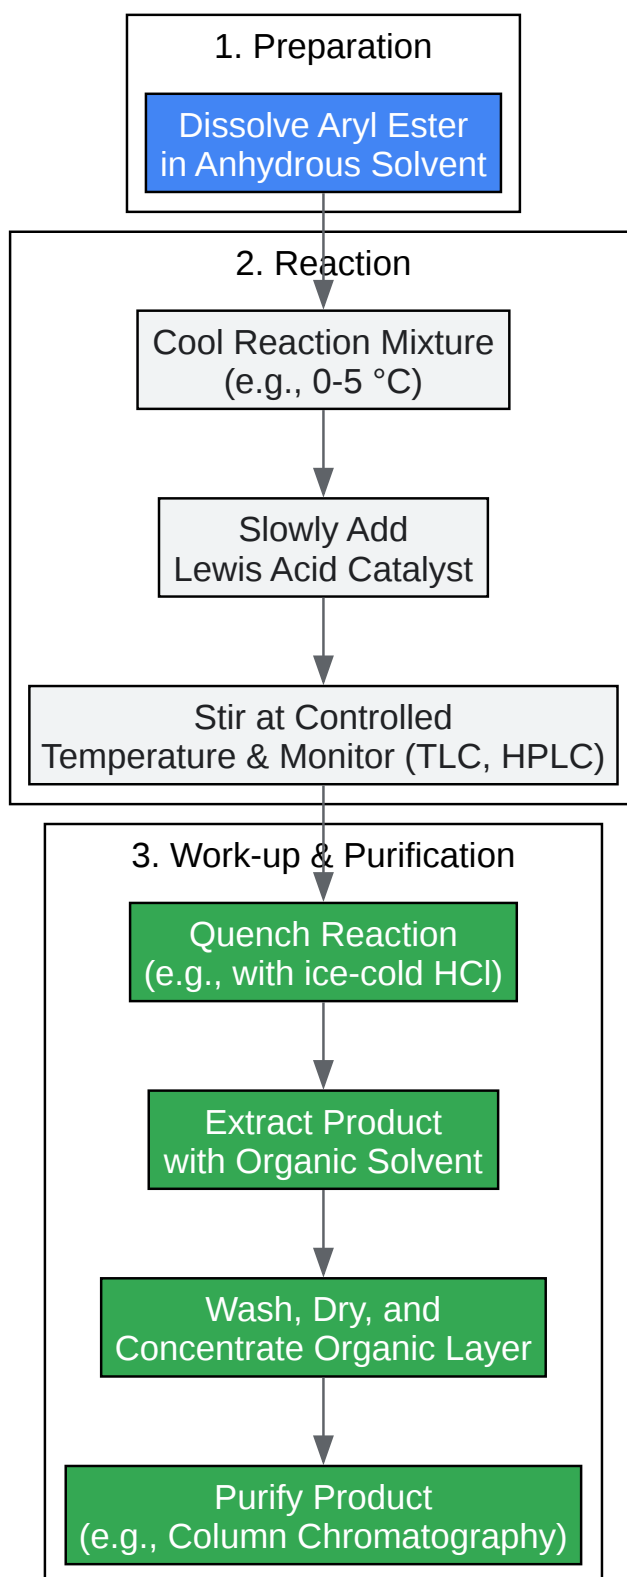 1. Preparation
Dissolve Aryl Ester
in Anhydrous Solvent
2. Reaction
Cool Reaction Mixture
(e.g., 0-5 °C)
Slowly Add
Lewis Acid Catalyst
Stir at Controlled
Temperature & Monitor (TLC, HPLC)
3. Work-up & Purification
Quench Reaction
(e.g., with ice-cold HCl)
Extract Product
with Organic Solvent
Wash, Dry, and
Concentrate Organic Layer
Purify Product
(e.g., Column Chromatography)